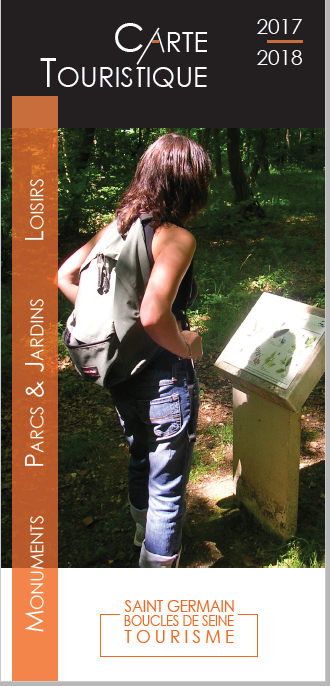 CARTE
TOURISTIQUE
2017
2018
MONUMENTS PARCS & JARDINS LOISIRS
SAINT GERMAIN
BOUCLES DE SEINE
TOURISME